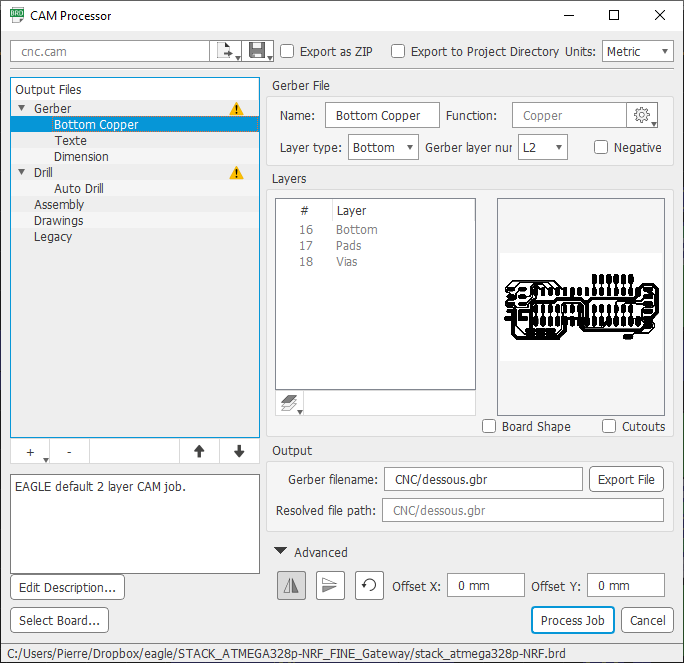 BRD
CAM Processor
cnc.cam
Export as ZIP
Export to Project Directory
Units:
Metric
Output Files
Gerber
Bottom Copper
Texte
Dimension
Drill
Auto Drill
Assembly
Drawings
Legacy
+
-
EAGLE default 2 layer CAM job.
Edit Description...
Select Board...
Gerber File
Name:
Bottom Copper
Function:
Copper
Layer type:
Bottom
Gerber layer nur
L2
Negative
Layers
# Layer
16 Bottom
17 Pads
18 Vias
Board Shape
Cutouts
Output
Gerber filename:
CNC/dessous.gbr
Export File
Resolved file path:
CNC/dessous.gbr
Advanced
Offset X:
0 mm
Offset Y:
0 mm
Process Job
Cancel
C:/Users/Pierre/Dropbox/eagle/STACK_ATMEGA328p-NRF_FINE_Gateway/stack_atmega328p-NRF.brd